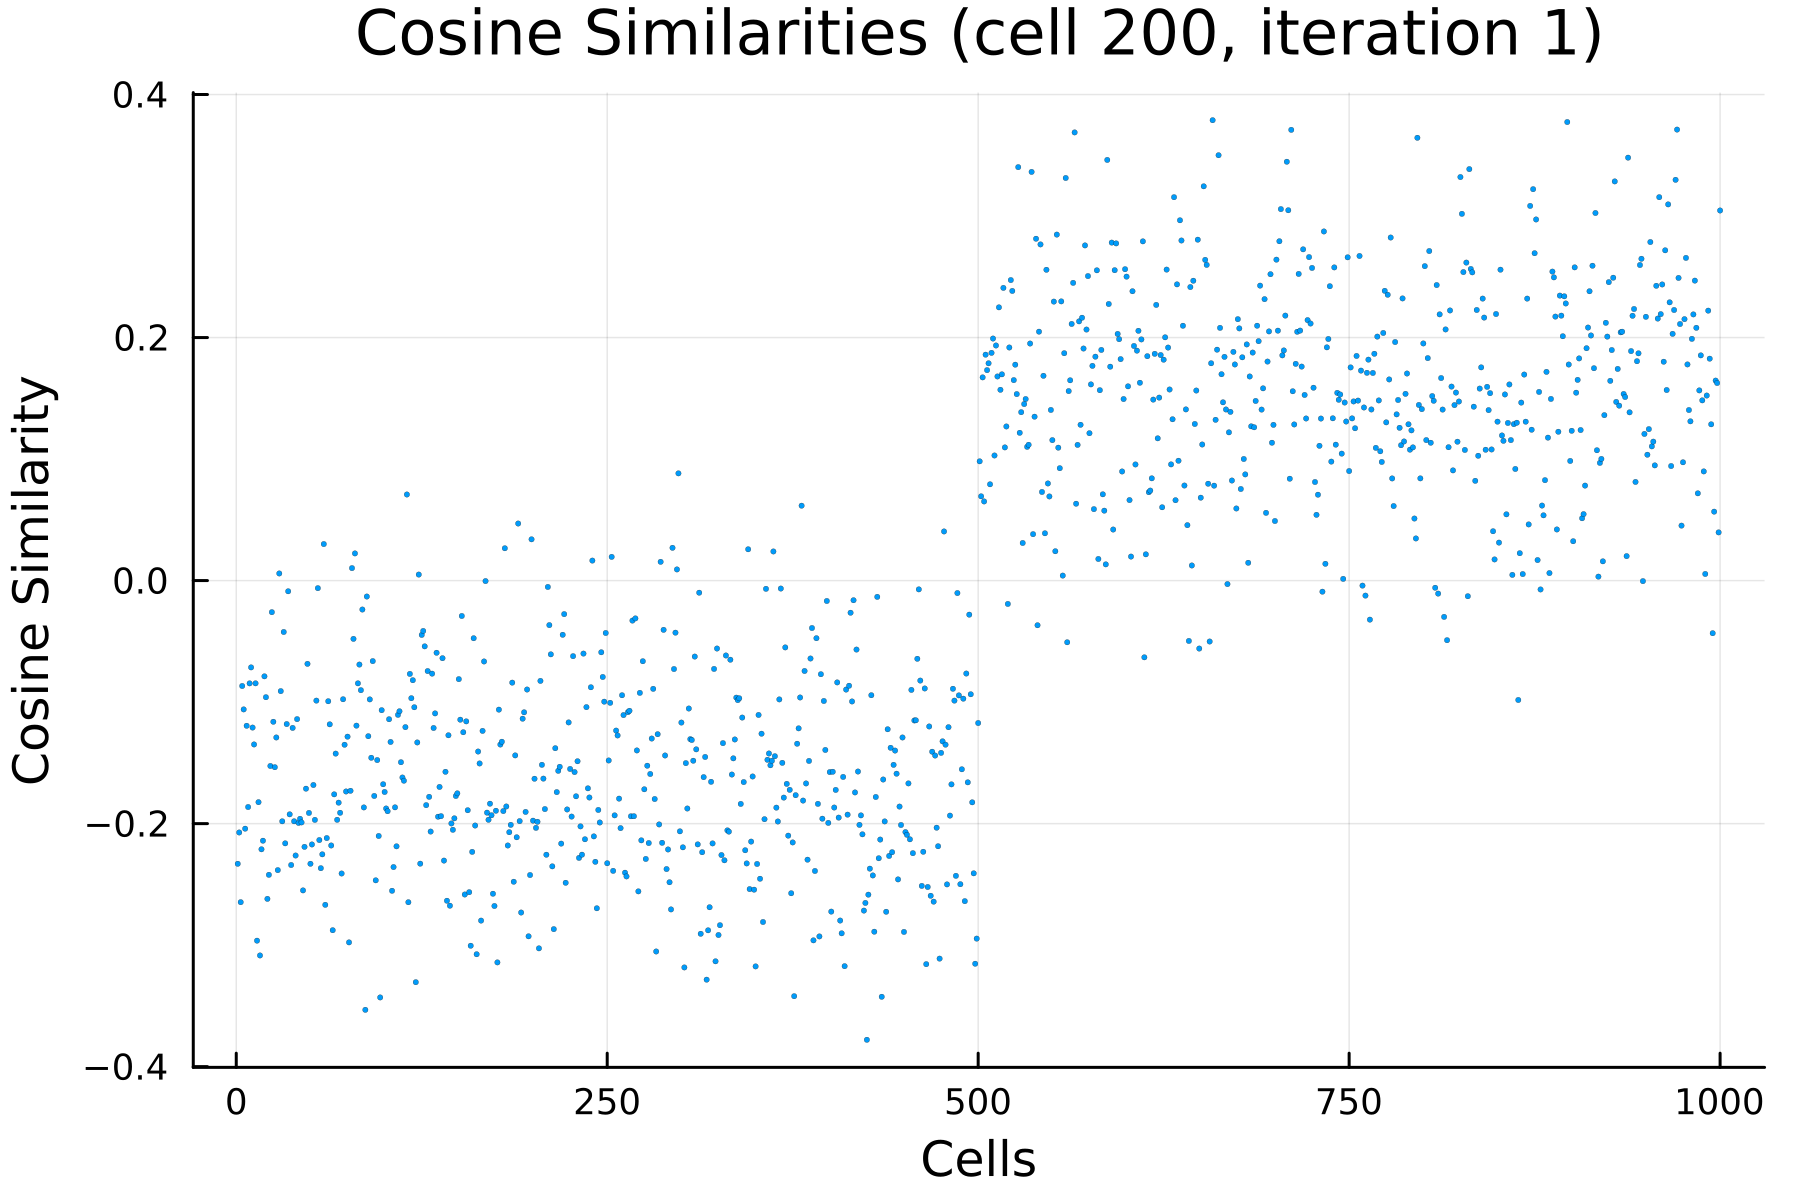 Cosine Similarities (cell 200, iteration 1)
0.4
0.2
0.0
−0.2
−0.4
Cosine Similarity
0 250 500 750 1000
Cells